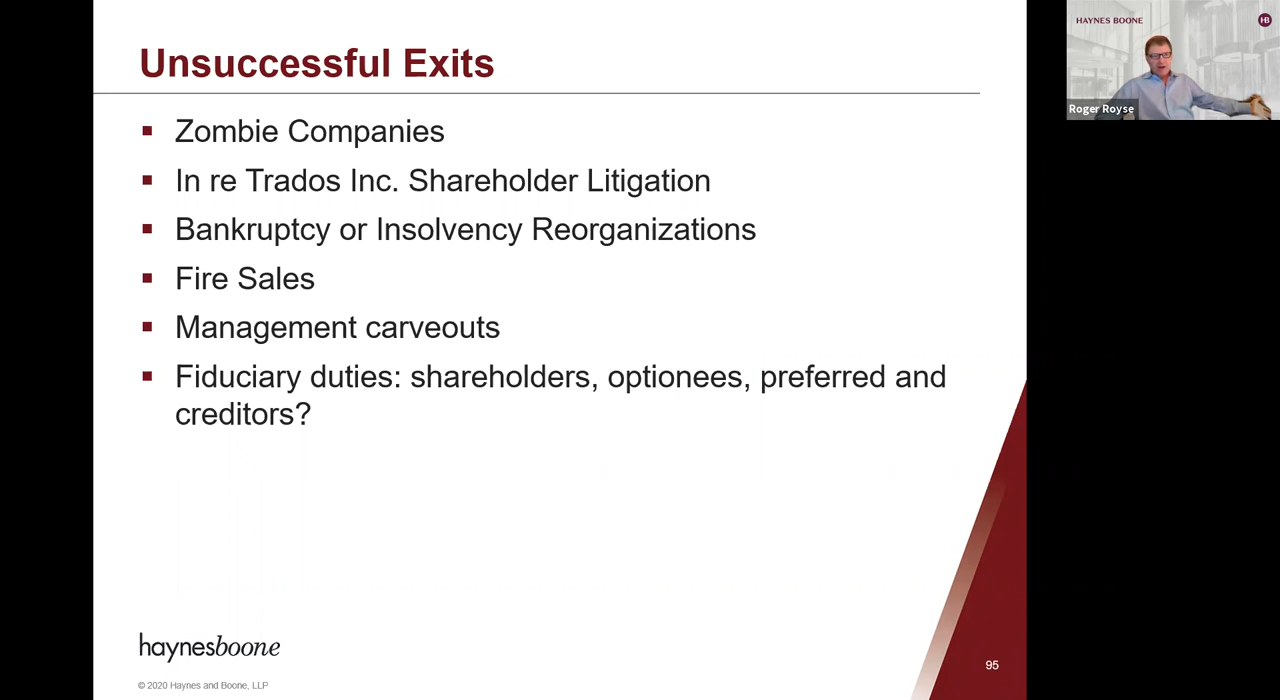 Unsuccessful Exits
Zombie Companies
In re Trados Inc. Shareholder Litigation
Bankruptcy or Insolvency Reorganizations
Fire Sales
Management carveouts
Fiduciary duties: shareholders, optionees, preferred and
creditors?
haynesboone
© 2020 Haynes and Boone, LLP
95
HAYNES BOONE
HB
Roger Royse